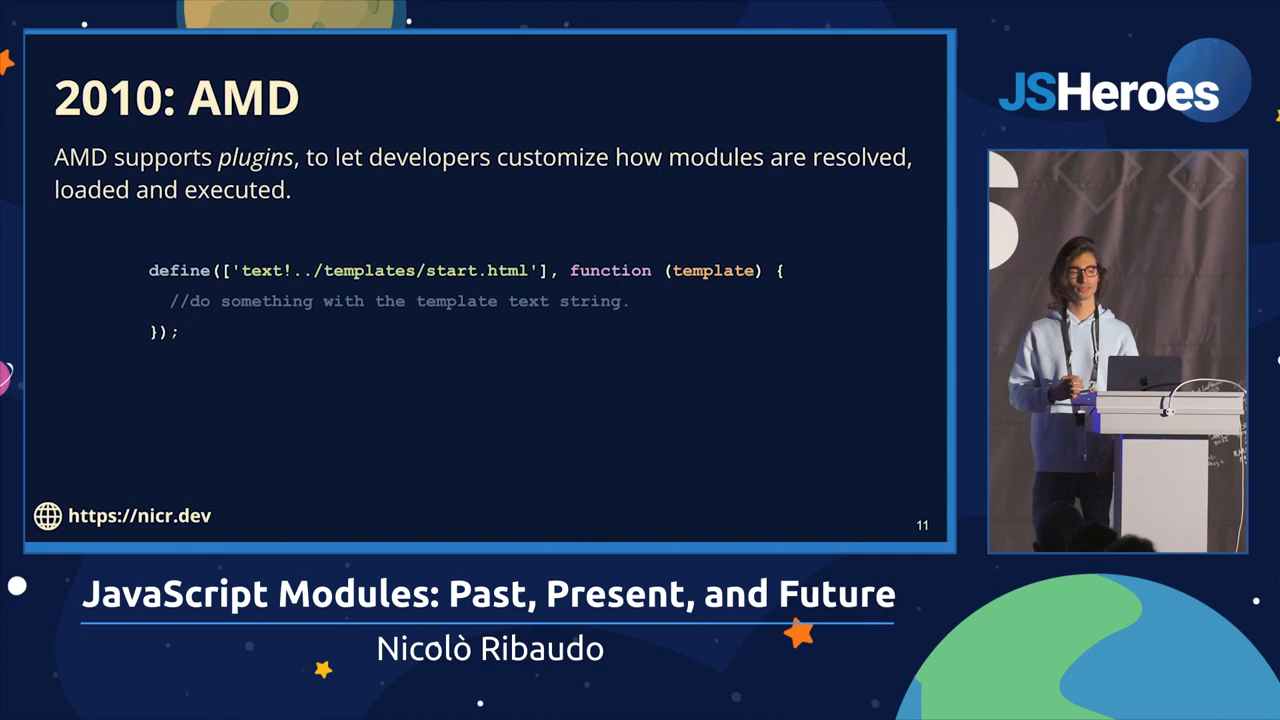 2010: AMD
AMD supports plugins, to let developers customize how modules are resolved,
loaded and executed.
define(['text!../templates/start.html'], function (template) {
//do something with the template text string.
});
https://nicr.dev
11
JSHeroes
S
JavaScript Modules: Past, Present, and Future
Nicolò Ribaudo